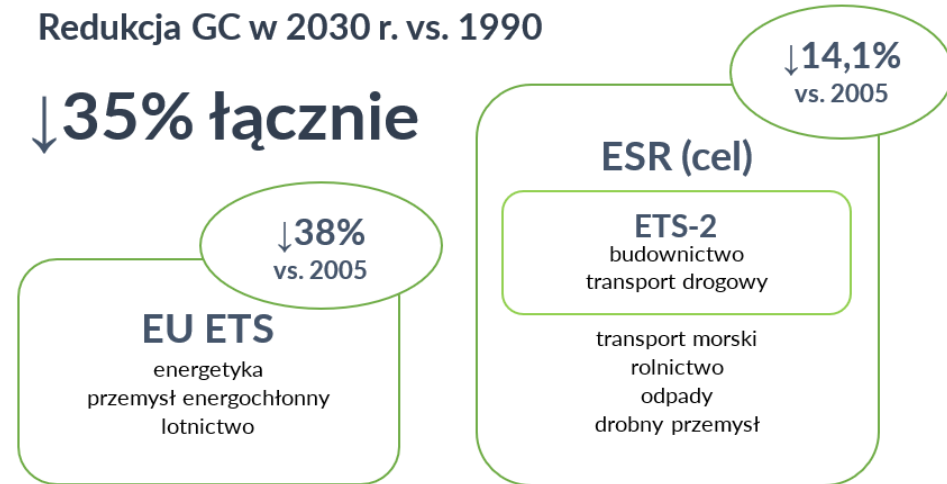 Redukcja GC w 2030 r. vs. 1990
↓35% łącznie
↓38%
vs. 2005
EU ETS
energetyka
przemysł energochłonny
lotnictwo
↓14,1%
vs. 2005
ESR (cel)
ETS-2
budownictwo
transport drogowy
transport morski
rolnictwo
odpady
drobny przemysł